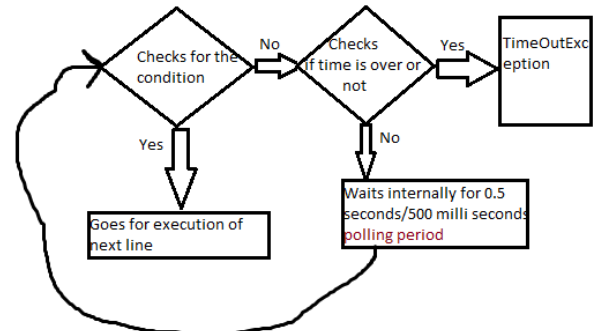 Checks for the
condition
No
Checks
if time is over or
not
Yes
TimeOutExc
eption
Yes
No
Goes for execution of
next line
Waits internally for 0.5
seconds/500 milli seconds
polling period